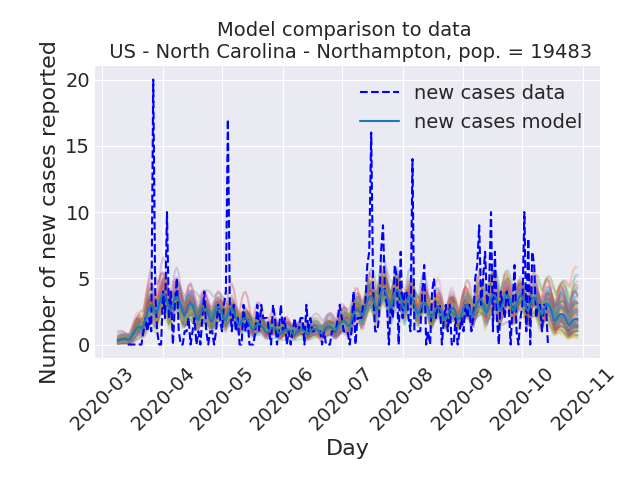 Model comparison to data
US - North Carolina - Northampton, pop. = 19483
new cases data
new cases model
Number of new cases reported
20
15
10
5
0
2020-03
2020-04
2020-05
2020-06
2020-07
2020-08
2020-09
2020-10
2020-11
Day